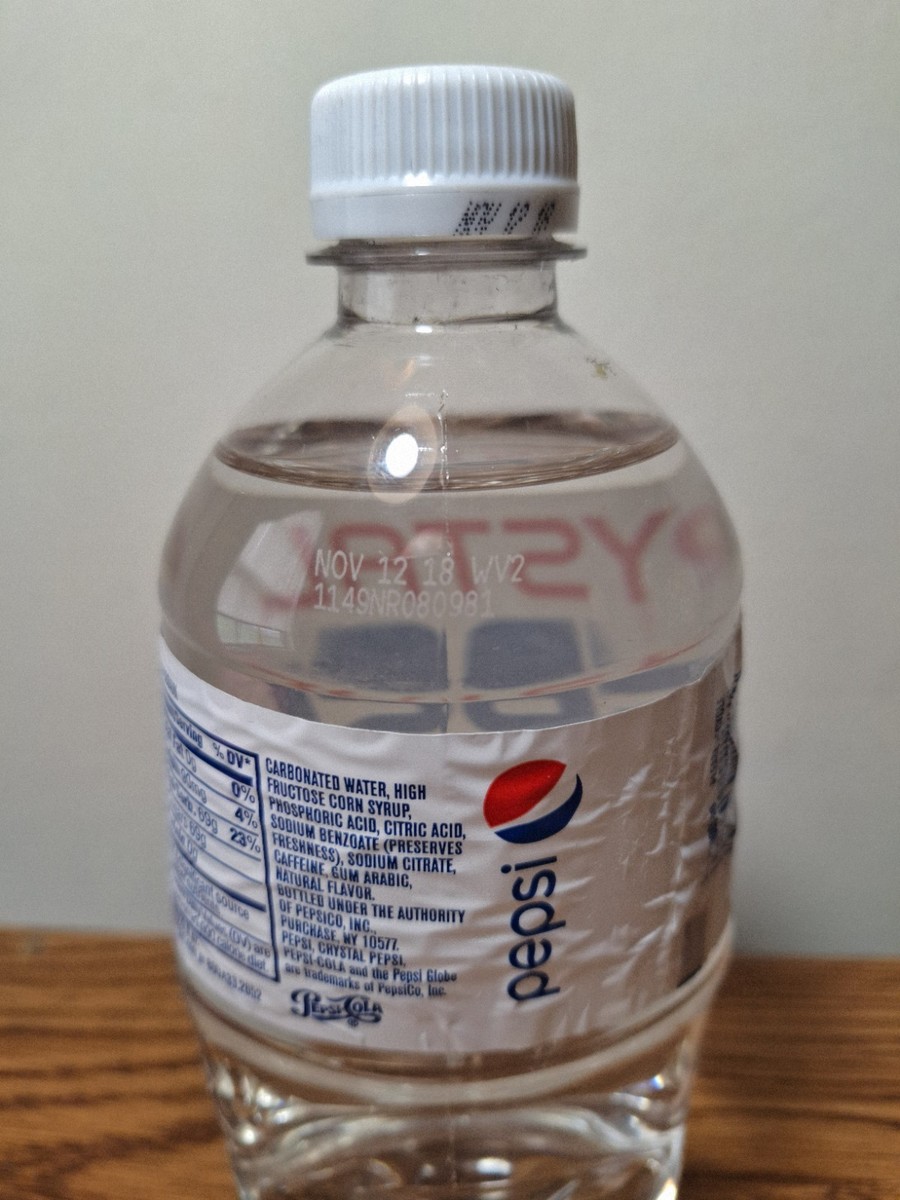 NOV 12 18 WV2
1149NR080981
% DV*
0%
4%
23%
CARBONATED WATER, HIGH
FRUCTOSE CORN SYRUP,
PHOSPHORIC ACID, CITRIC ACID,
SODIUM BENZOATE (PRESERVES
FRESHNESS), SODIUM CITRATE,
CAFFEINE, GUM ARABIC,
NATURAL FLAVOR.
BOTTLED UNDER THE AUTHORITY
OF PEPSICO, INC.,
PURCHASE, NY 10577.
PEPSI, CRYSTAL PEPSI,
PEPSI-COLA and the Pepsi Globe
are trademarks of PepsiCo, Inc.
PEPSI-COLA
pepsi